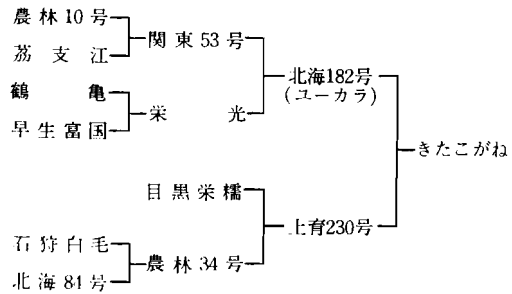 農林10号
関東53号
茘支江
北海182号
(ユーカラ)
鶴亀
栄光
早生富国
きたこがね
目黒栄糯
上育230号
石狩白毛
農林34号
北海84号